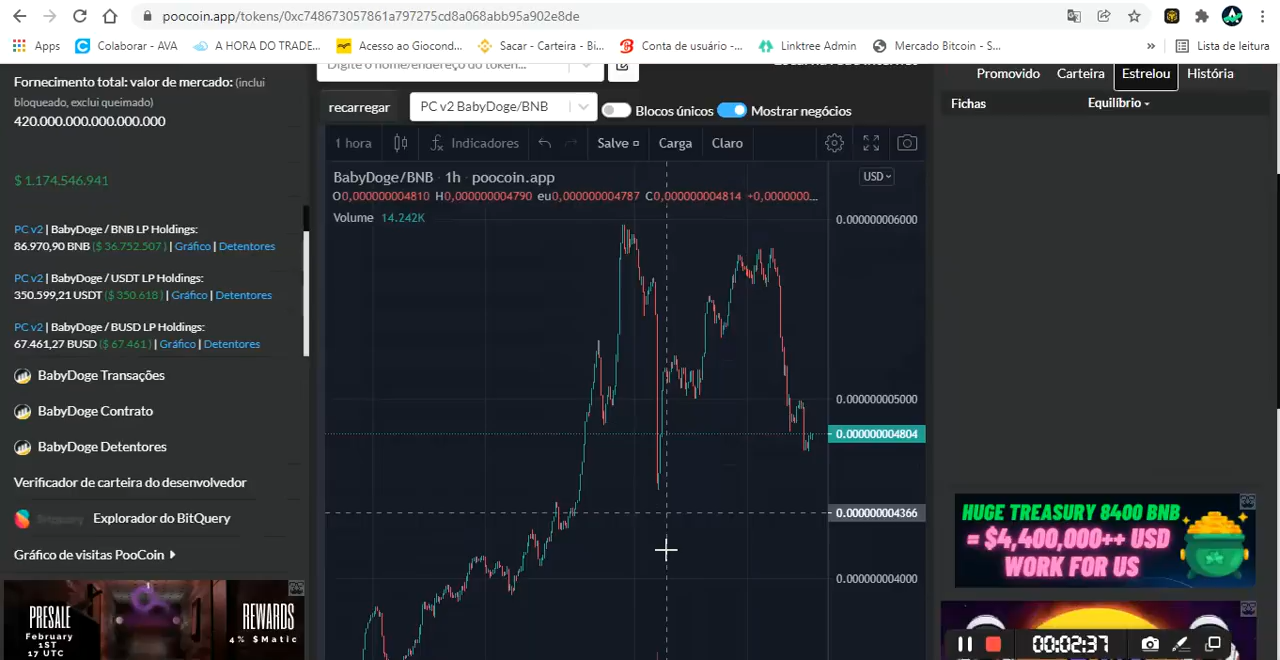 poocoin.app/tokens/0xc748673057861a797275cd8a068abb95a902e8de
Apps
Colaborar - AVA
A HORA DO TRADE...
Acesso ao Giocond...
Sacar - Carteira - Bi...
Conta de usuário -...
Linktree Admin
Mercado Bitcoin - S...
»
Lista de leitura
Fornecimento total: valor de mercado: (inclui
bloqueado, exclui queimado)
420.000.000.000.000.000
$ 1.174.546,941
PC v2 | BabyDoge / BNB LP Holdings:
86.970,90 BNB ($ 36.752.507) | Gráfico | Detentores
PC v2 | BabyDoge / USDT LP Holdings:
350.599,21 USDT ($ 350.618) | Gráfico | Detentores
PC v2 | BabyDoge / BUSD LP Holdings:
67.461,27 BUSD ($ 67.461) | Gráfico | Detentores
BabyDoge Transações
BabyDoge Contrato
BabyDoge Detentores
Verificador de carteira do desenvolvedor
Explorador do BitQuery
Gráfico de visitas PooCoin
PRESALE
February
1ST
17 UTC
REWARDS
4% $Matic
Digite o nome/endereço do token...
recarregar
PC v2 BabyDoge/BNB
Blocos únicos
Mostrar negócios
1 hora
Indicadores
Salve
Carga
Claro
BabyDoge/BNB · 1h · poocoin.app
USD
O0,000000004810 H0,000000004790 eu0,000000004787 C0,000000004814 +0,0000000...
Volume 14.242K
0.000000006000
0.000000005000
0.000000004804
0.000000004366
0.000000004000
Promovido
Carteira
Estrelou
História
Fichas
Equilíbrio
HUGE TREASURY 8400 BNB
= $4,400,000++ USD
WORK FOR US
00:02:37